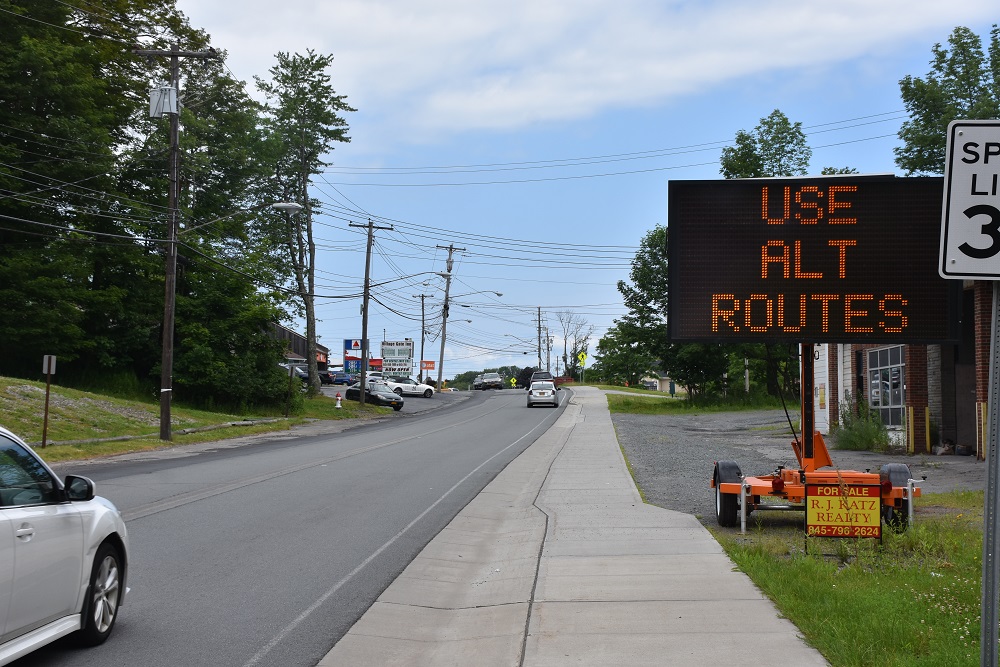 USE
ALT
ROUTES
SP
LI
3
FOR SALE
R. J. KATZ
REALTY
845-796-2624